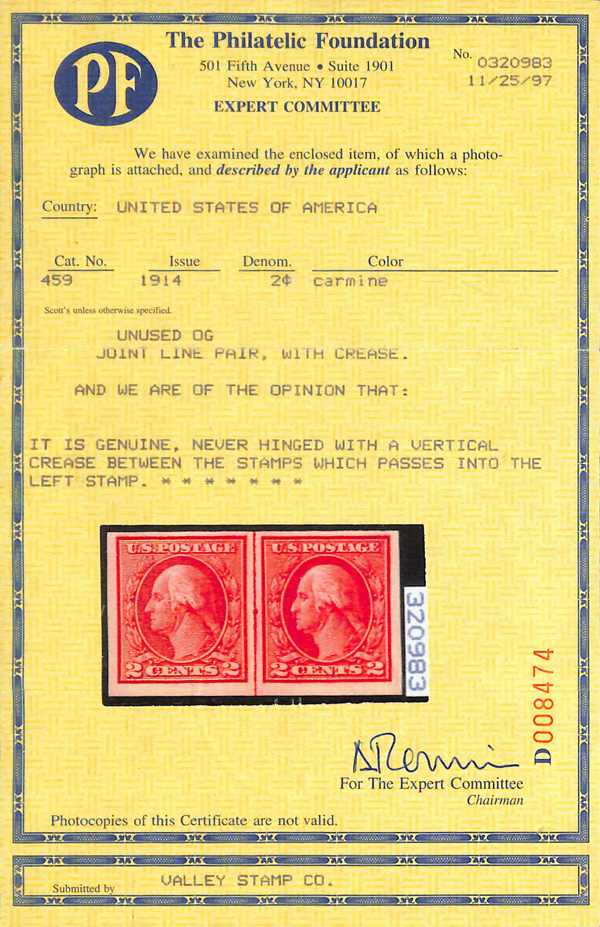 PF
The Philatelic Foundation
501 Fifth Avenue • Suite 1901
New York, NY 10017
EXPERT COMMITTEE
No. 0320983
11/25/97
We have examined the enclosed item, of which a photo-
graph is attached, and described by the applicant as follows:
Country: UNITED STATES OF AMERICA
Cat. No. Issue Denom. Color
459 1914 2¢ carmine
Scott's unless otherwise specified.
UNUSED OG
JOINT LINE PAIR, WITH CREASE.
AND WE ARE OF THE OPINION THAT:
IT IS GENUINE, NEVER HINGED WITH A VERTICAL
CREASE BETWEEN THE STAMPS WHICH PASSES INTO THE
LEFT STAMP. * * * * * * *
U.S. POSTAGE U.S. POSTAGE
2 CENTS 2 2 CENTS 2
320983
D008474
For The Expert Committee
Chairman
Photocopies of this Certificate are not valid.
Submitted by VALLEY STAMP CO.